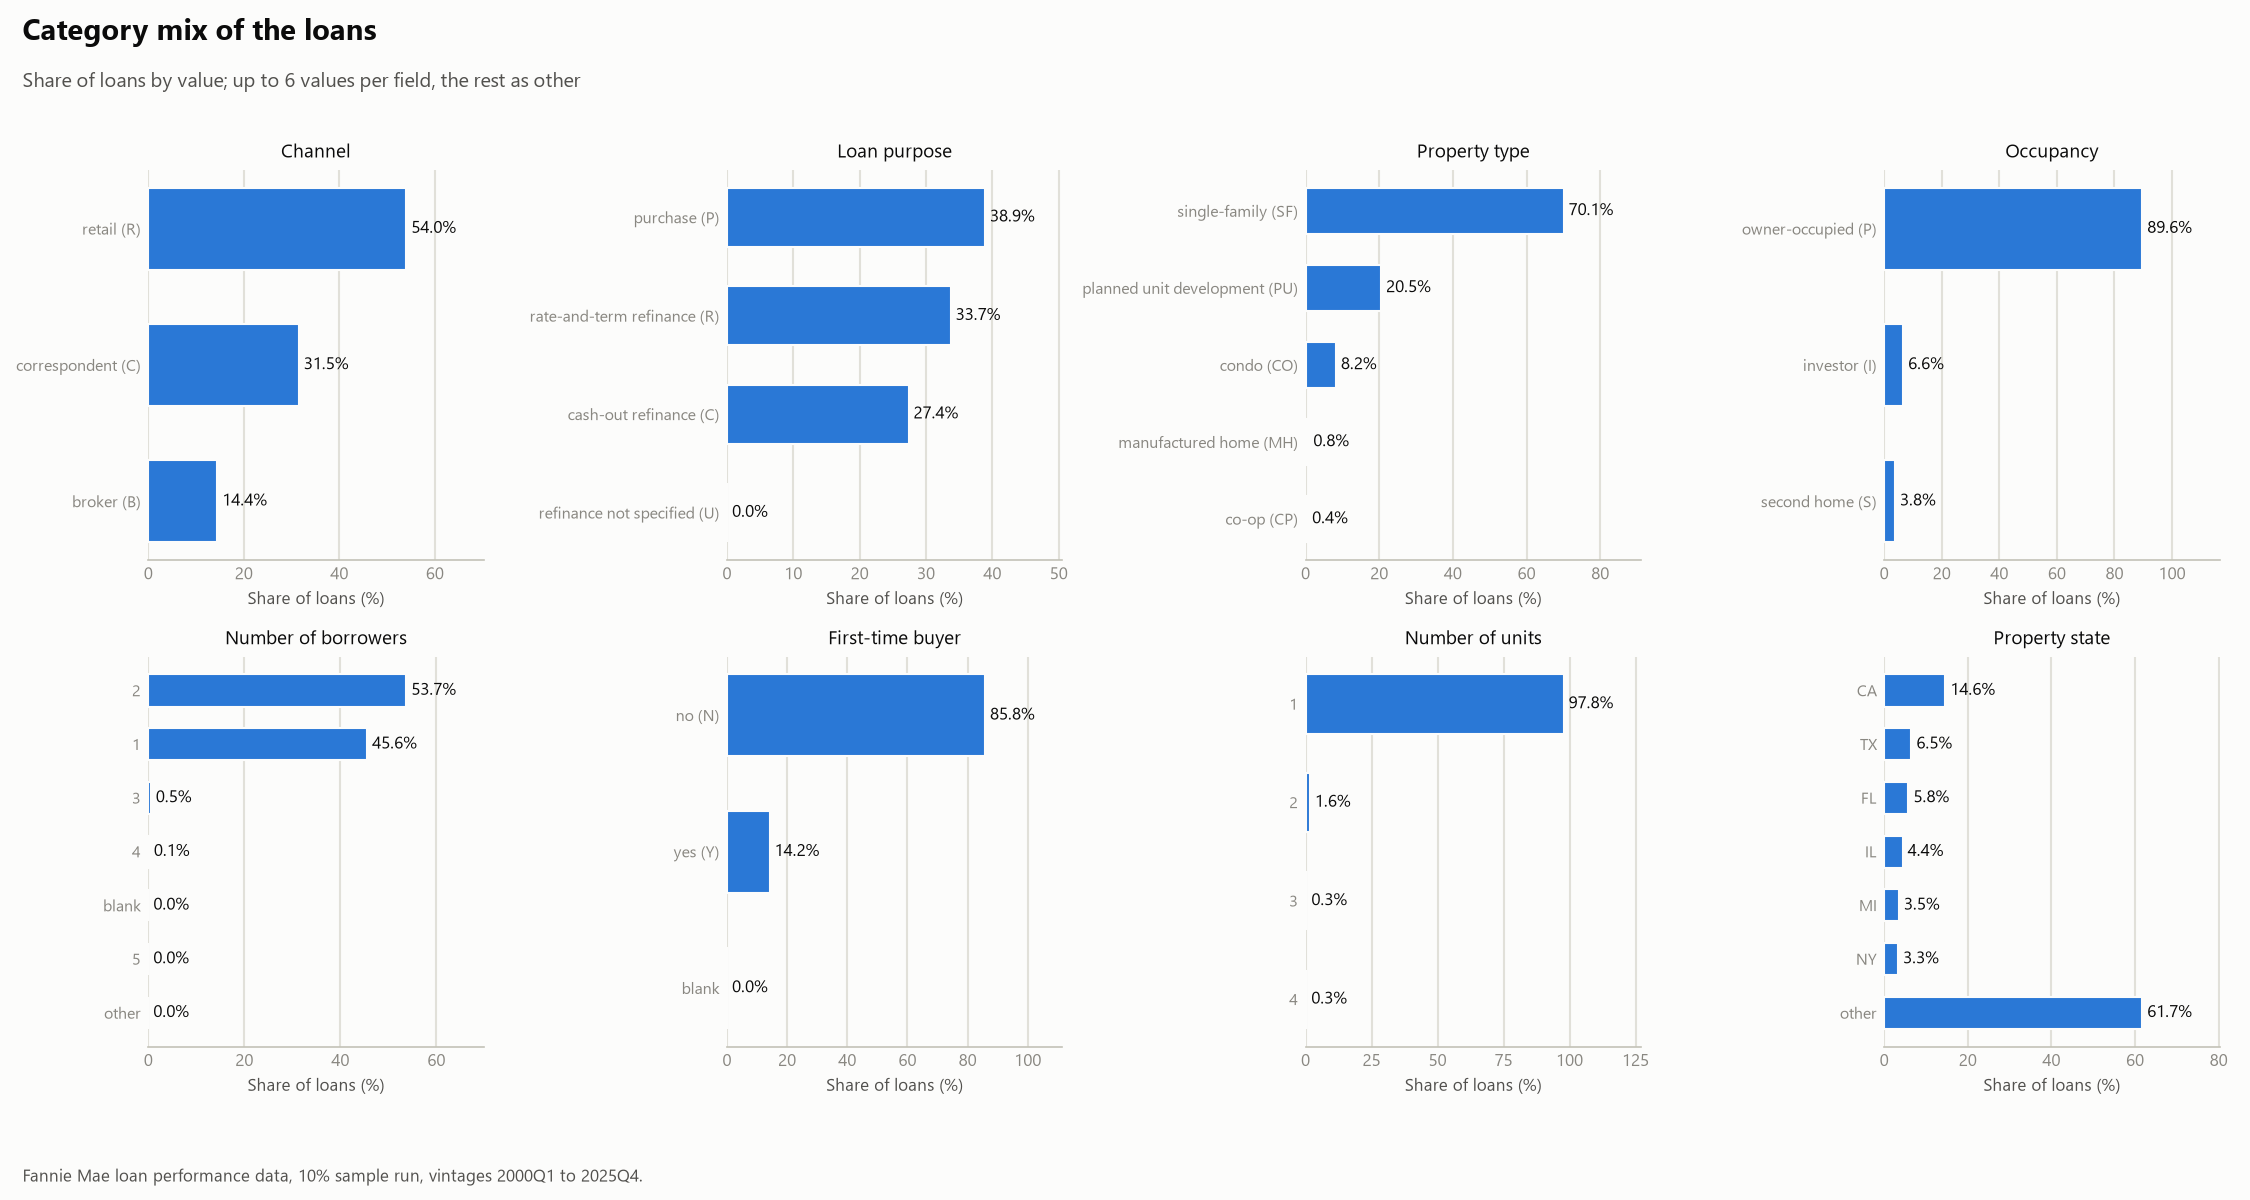 Category mix of the loans
Share of loans by value; up to 6 values per field, the rest as other
Channel
retail (R)
54.0%
correspondent (C)
31.5%
broker (B)
14.4%
0 20 40 60
Share of loans (%)
Loan purpose
purchase (P)
38.9%
rate-and-term refinance (R)
33.7%
cash-out refinance (C)
27.4%
refinance not specified (U)
0.0%
0 10 20 30 40 50
Share of loans (%)
Property type
single-family (SF)
70.1%
planned unit development (PU)
20.5%
condo (CO)
8.2%
manufactured home (MH)
0.8%
co-op (CP)
0.4%
0 20 40 60 80
Share of loans (%)
Occupancy
owner-occupied (P)
89.6%
investor (I)
6.6%
second home (S)
3.8%
0 20 40 60 80 100
Share of loans (%)
Number of borrowers
2
53.7%
1
45.6%
3
0.5%
4
0.1%
blank
0.0%
5
0.0%
other
0.0%
0 20 40 60
Share of loans (%)
First-time buyer
no (N)
85.8%
yes (Y)
14.2%
blank
0.0%
0 20 40 60 80 100
Share of loans (%)
Number of units
1
97.8%
2
1.6%
3
0.3%
4
0.3%
0 25 50 75 100 125
Share of loans (%)
Property state
CA
14.6%
TX
6.5%
FL
5.8%
IL
4.4%
MI
3.5%
NY
3.3%
other
61.7%
0 20 40 60 80
Share of loans (%)
Fannie Mae loan performance data, 10% sample run, vintages 2000Q1 to 2025Q4.